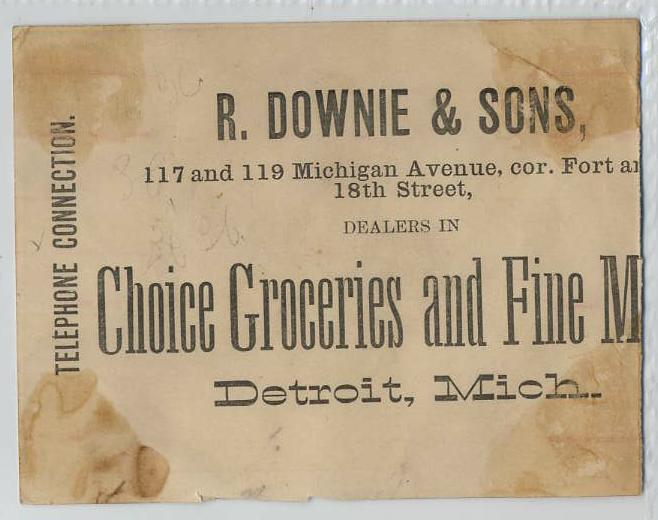 R. DOWNIE & SONS,
117 and 119 Michigan Avenue, cor. Fort
18th Street,
DEALERS IN
Choice Groceries and Fine
Detroit, Mich.
TELEPHONE CONNECTION.